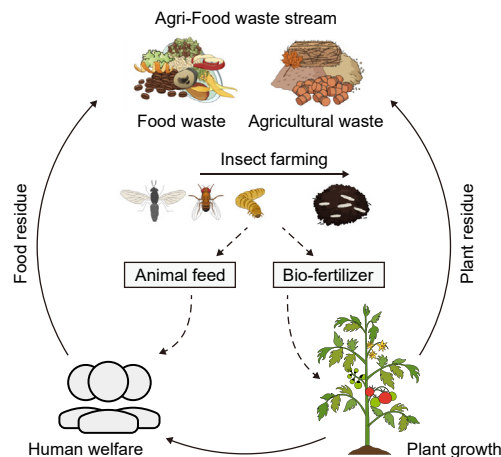 Agri-Food waste stream
Food waste
Agricultural waste
Insect farming
Food residue
Plant residue
Animal feed
Bio-fertilizer
Human welfare
Plant growth